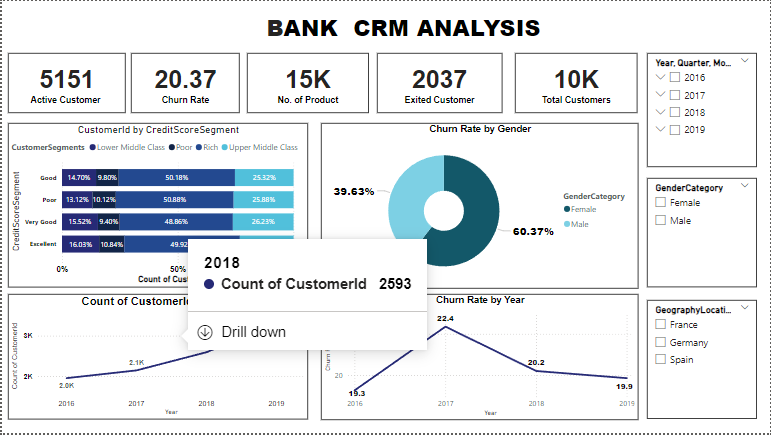 BANK CRM ANALYSIS
5151
Active Customer
20.37
Churn Rate
15K
No. of Product
2037
Exited Customer
10K
Total Customers
Year, Quarter, Mo...
2016
2017
2018
2019
CustomerId by CreditScoreSegment
CustomerSegments Lower Middle Class Poor Rich Upper Middle Class
CreditScoreSegment
Good 14.70% 9.80% 50.18% 25.32%
Poor 13.12% 10.12% 50.88% 25.88%
Very Good 15.52% 9.40% 48.86% 26.23%
Excellent 16.03% 10.84% 49.92
0% 50%
Count of Cust
Churn Rate by Gender
39.63%
60.37%
GenderCategory
Female
Male
GenderCategory
Female
Male
2018
Count of CustomerId 2593
Drill down
Count of CustomerId
Count of CustomerId
3K
2K
2.0K
2.1K
2016 2017 2018 2019
Year
Churn Rate by Year
Churn
20
19.3
22.4
20.2
19.9
2016 2017 2018 2019
Year
GeographyLocati...
France
Germany
Spain